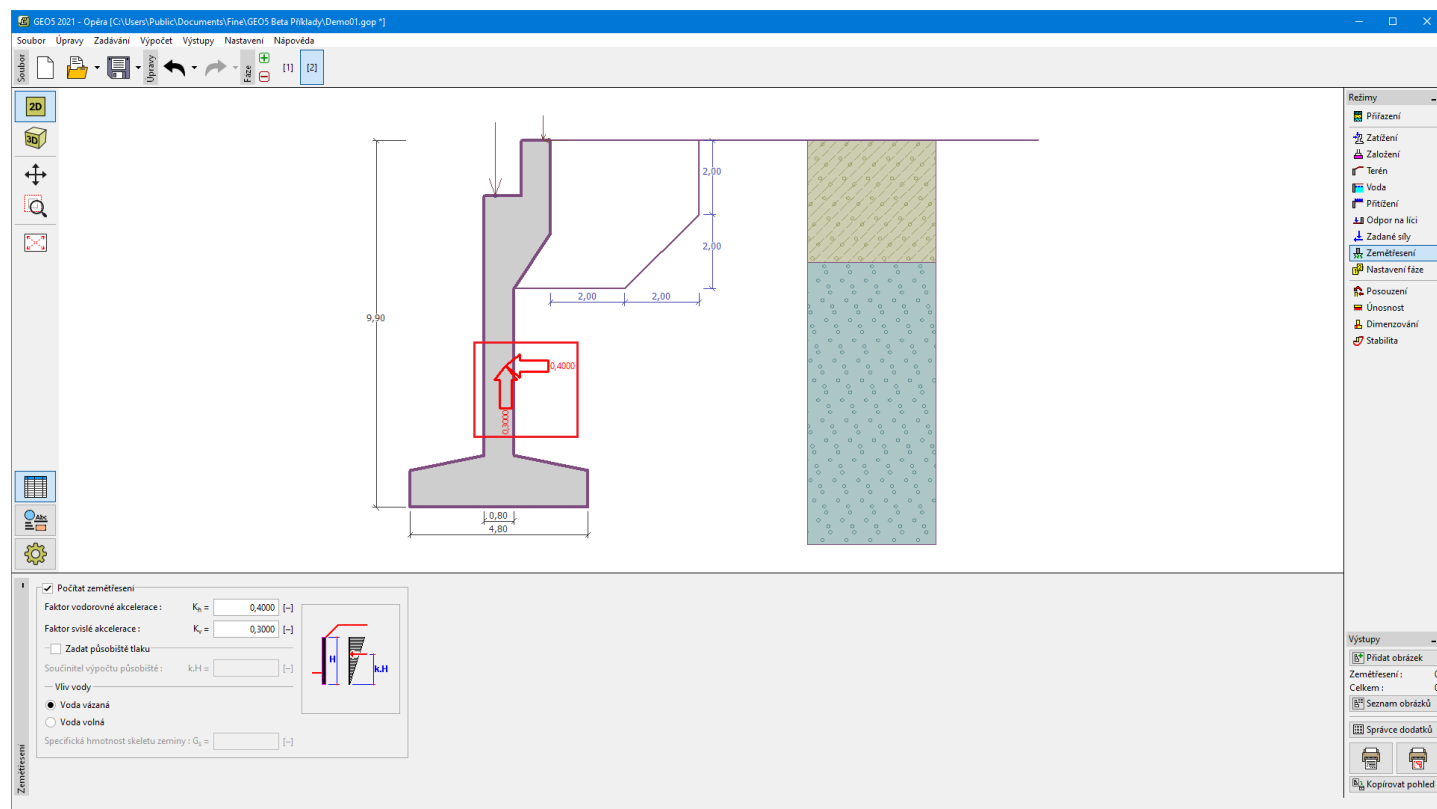 GEO5 2021 - Opěra [C:\Users\Public\Documents\Fine\GEO5 Beta Příklady\Demo01.gop *]
Soubor Úpravy Zadávání Výpočet Výstupy Nastavení Nápověda
Soubor
Úpravy
Fáze
[1] [2]
2D
3D
Abc
2,00
2,00
2,00 2,00
9,90
0,4000
0,3000
0,80
4,80
Režimy
Přiřazení
Zatížení
Založení
Terén
Voda
Přitížení
Odpor na líci
Zadané síly
Zemětřesení
Nastavení fáze
Posouzení
Únosnost
Dimenzování
Stabilita
Zemětřesení
Počítat zemětřesení
Faktor vodorovné akcelerace : Kh = 0,4000 [–]
Faktor svislé akcelerace : Kv = 0,3000 [–]
Zadat působiště tlaku
Součinitel výpočtu působiště : k.H = [–]
Vliv vody
Voda vázaná
Voda volná
Specifická hmotnost skeletu zeminy : Gs = [–]
H k.H
Výstupy
Přidat obrázek
Zemětřesení : 0
Celkem : 0
Seznam obrázků
Správce dodatků
Kopírovat pohled